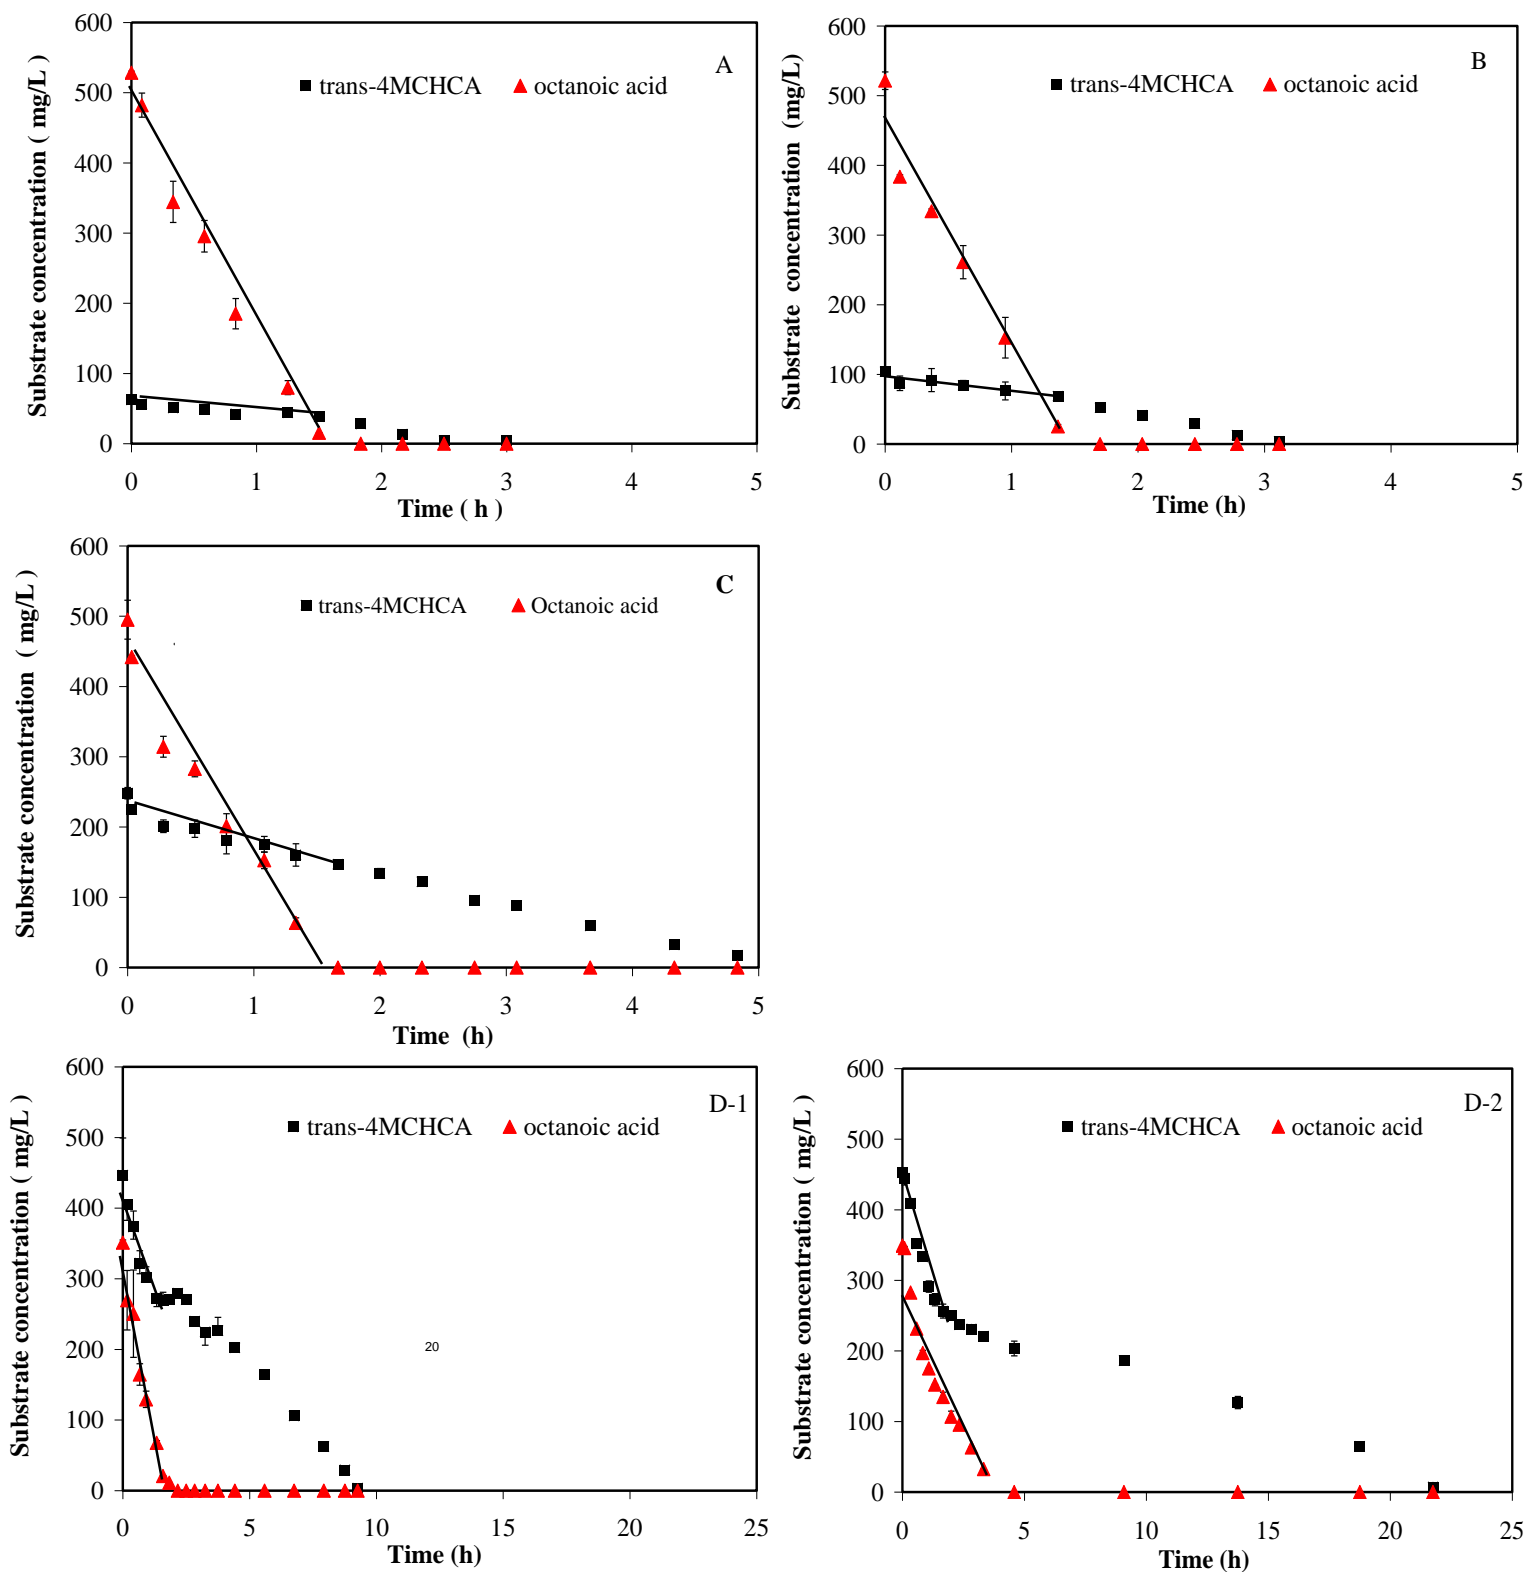 Substrate concentration ( mg/L )
600
500
400
300
200
100
0
A
trans-4MCHCA
octanoic acid
0
1
2
3
4
5
Time ( h )
Substrate concentration (mg/L)
600
500
400
300
200
100
0
B
trans-4MCHCA
octanoic acid
0
1
2
3
4
5
Time (h)
Substrate concentration ( mg/L )
600
500
400
300
200
100
0
C
trans-4MCHCA
Octanoic acid
0
1
2
3
4
5
Time (h)
Substrate concentration ( mg/L )
600
500
400
300
200
100
0
D-1
trans-4MCHCA
octanoic acid
20
0
5
10
15
20
25
Time (h)
Substrate concentration ( mg/L )
600
500
400
300
200
100
0
D-2
trans-4MCHCA
octanoic acid
0
5
10
15
20
25
Time (h)